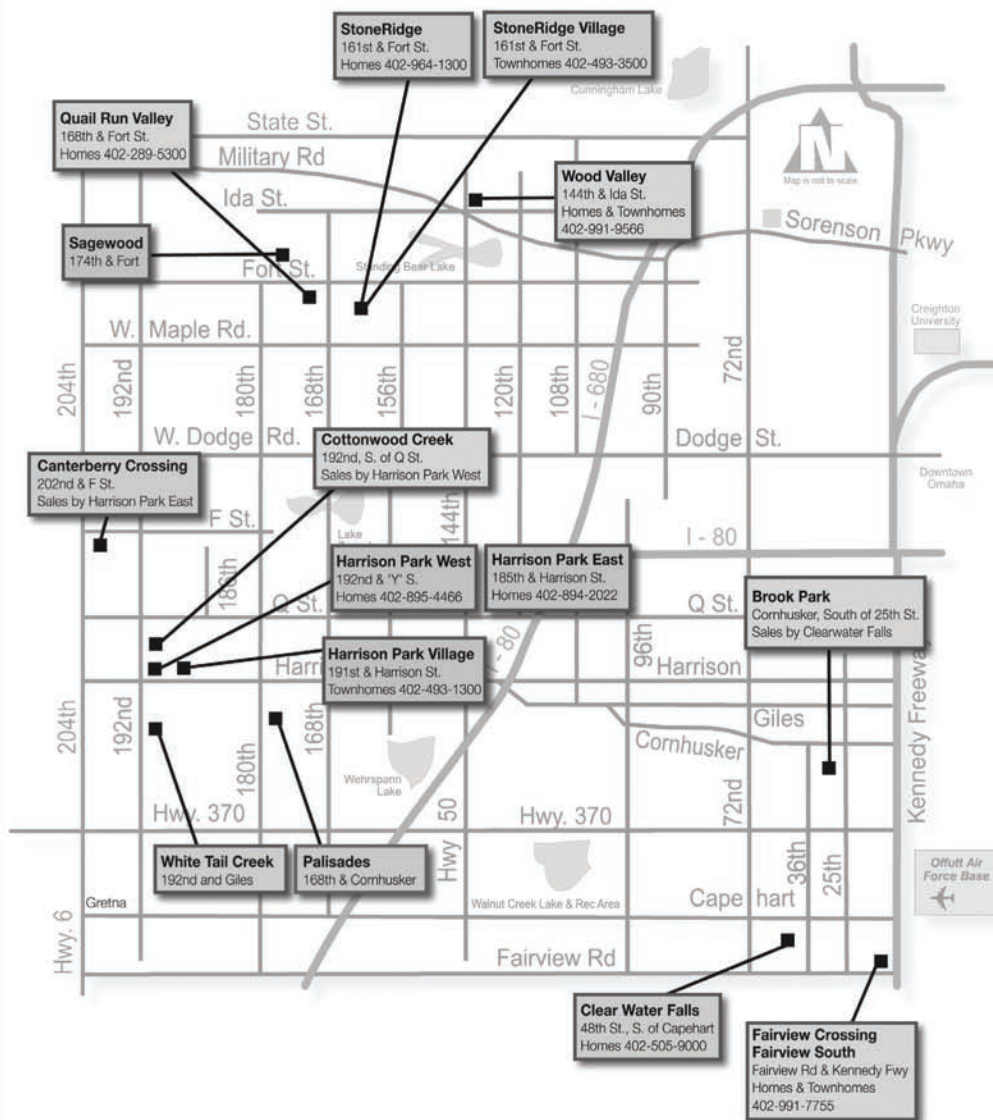 StoneRidge
161st & Fort St.
Homes 402-964-1300
StoneRidge Village
161st & Fort St.
Townhomes 402-493-3500
Cunningham Lake
Quail Run Valley
168th & Fort St.
Homes 402-289-5300
State St.
Military Rd
N
Map is not to scale.
Wood Valley
144th & Ida St.
Homes & Townhomes
402-991-9566
Ida St.
Sorenson Pkwy
Sagewood
174th & Fort
Fort St.
Standing Bear Lake
W. Maple Rd.
Creighton
University
204th
192nd
180th
168th
156th
120th
108th
I - 680
90th
72nd
W. Dodge Rd.
Dodge St.
Cottonwood Creek
192nd, S. of Q St.
Sales by Harrison Park West
Canterberry Crossing
202nd & F St.
Sales by Harrison Park East
Downtown
Omaha
F St.
Lake
144th
I - 80
186th
Harrison Park West
192nd & 'Y' S.
Homes 402-895-4466
Harrison Park East
185th & Harrison St.
Homes 402-894-2022
Brook Park
Cornhusker, South of 25th St.
Sales by Clearwater Falls
Q St.
Q St.
96th
I - 80
Harrison Park Village
191st & Harrison St.
Townhomes 402-493-1300
Harri
Harrison
Kennedy Freeway
204th
192nd
180th
168th
Giles
Cornhusker
Wehrspann
Lake
72nd
Hwy. 370
Hwy 50
Hwy. 370
36th
25th
White Tail Creek
192nd and Giles
Palisades
168th & Cornhusker
Offutt Air
Force Base
Gretna
Walnut Creek Lake & Rec Area
Capehart
Hwy. 6
Fairview Rd
Clear Water Falls
48th St., S. of Capehart
Homes 402-505-9000
Fairview Crossing
Fairview South
Fairview Rd & Kennedy Fwy
Homes & Townhomes
402-991-7755